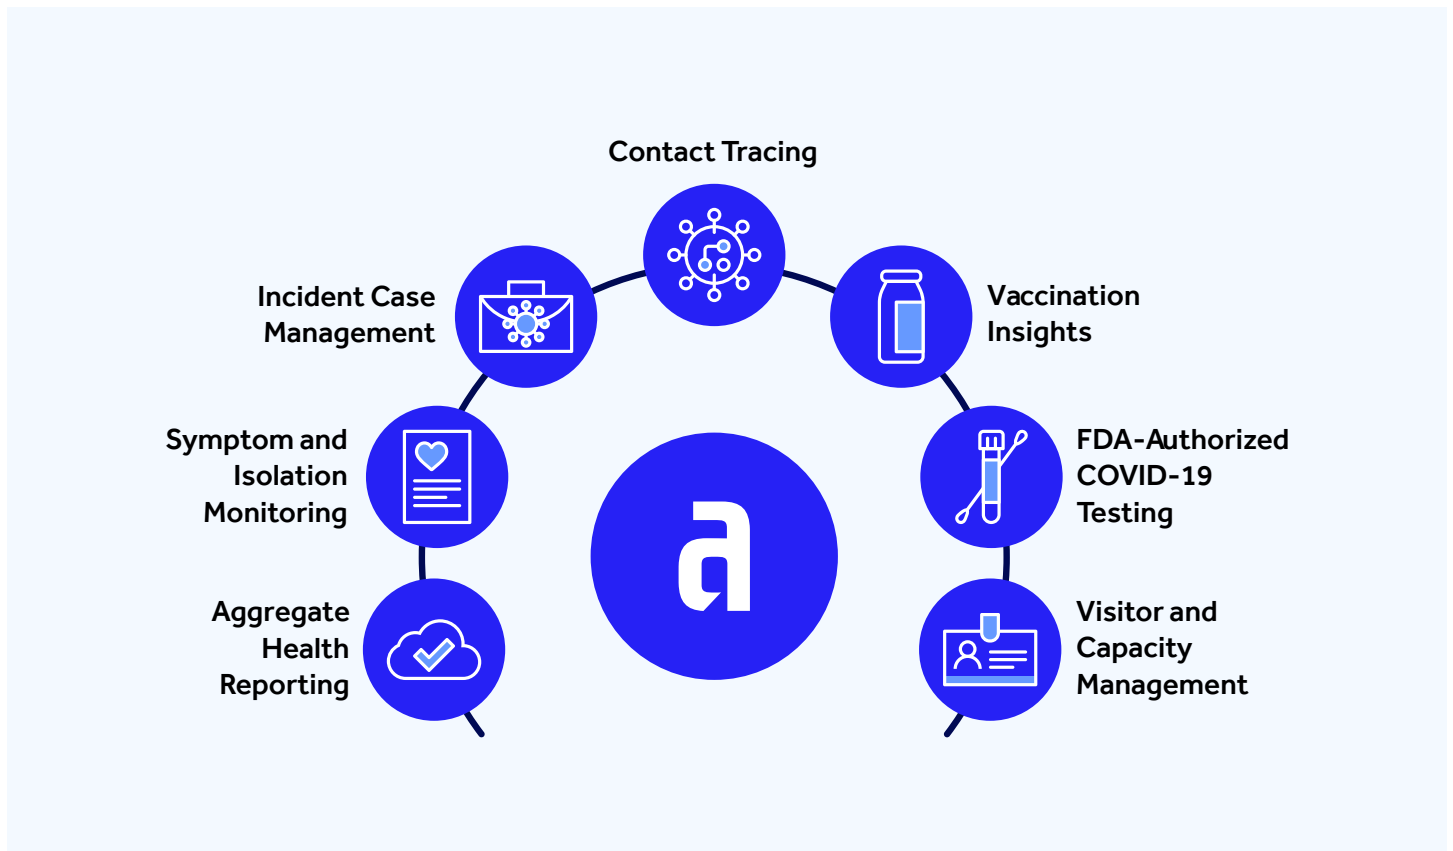 Contact Tracing
Incident Case
Management
Vaccination
Insights
Symptom and
Isolation
Monitoring
FDA-Authorized
COVID-19
Testing
a
Aggregate
Health
Reporting
Visitor and
Capacity
Management